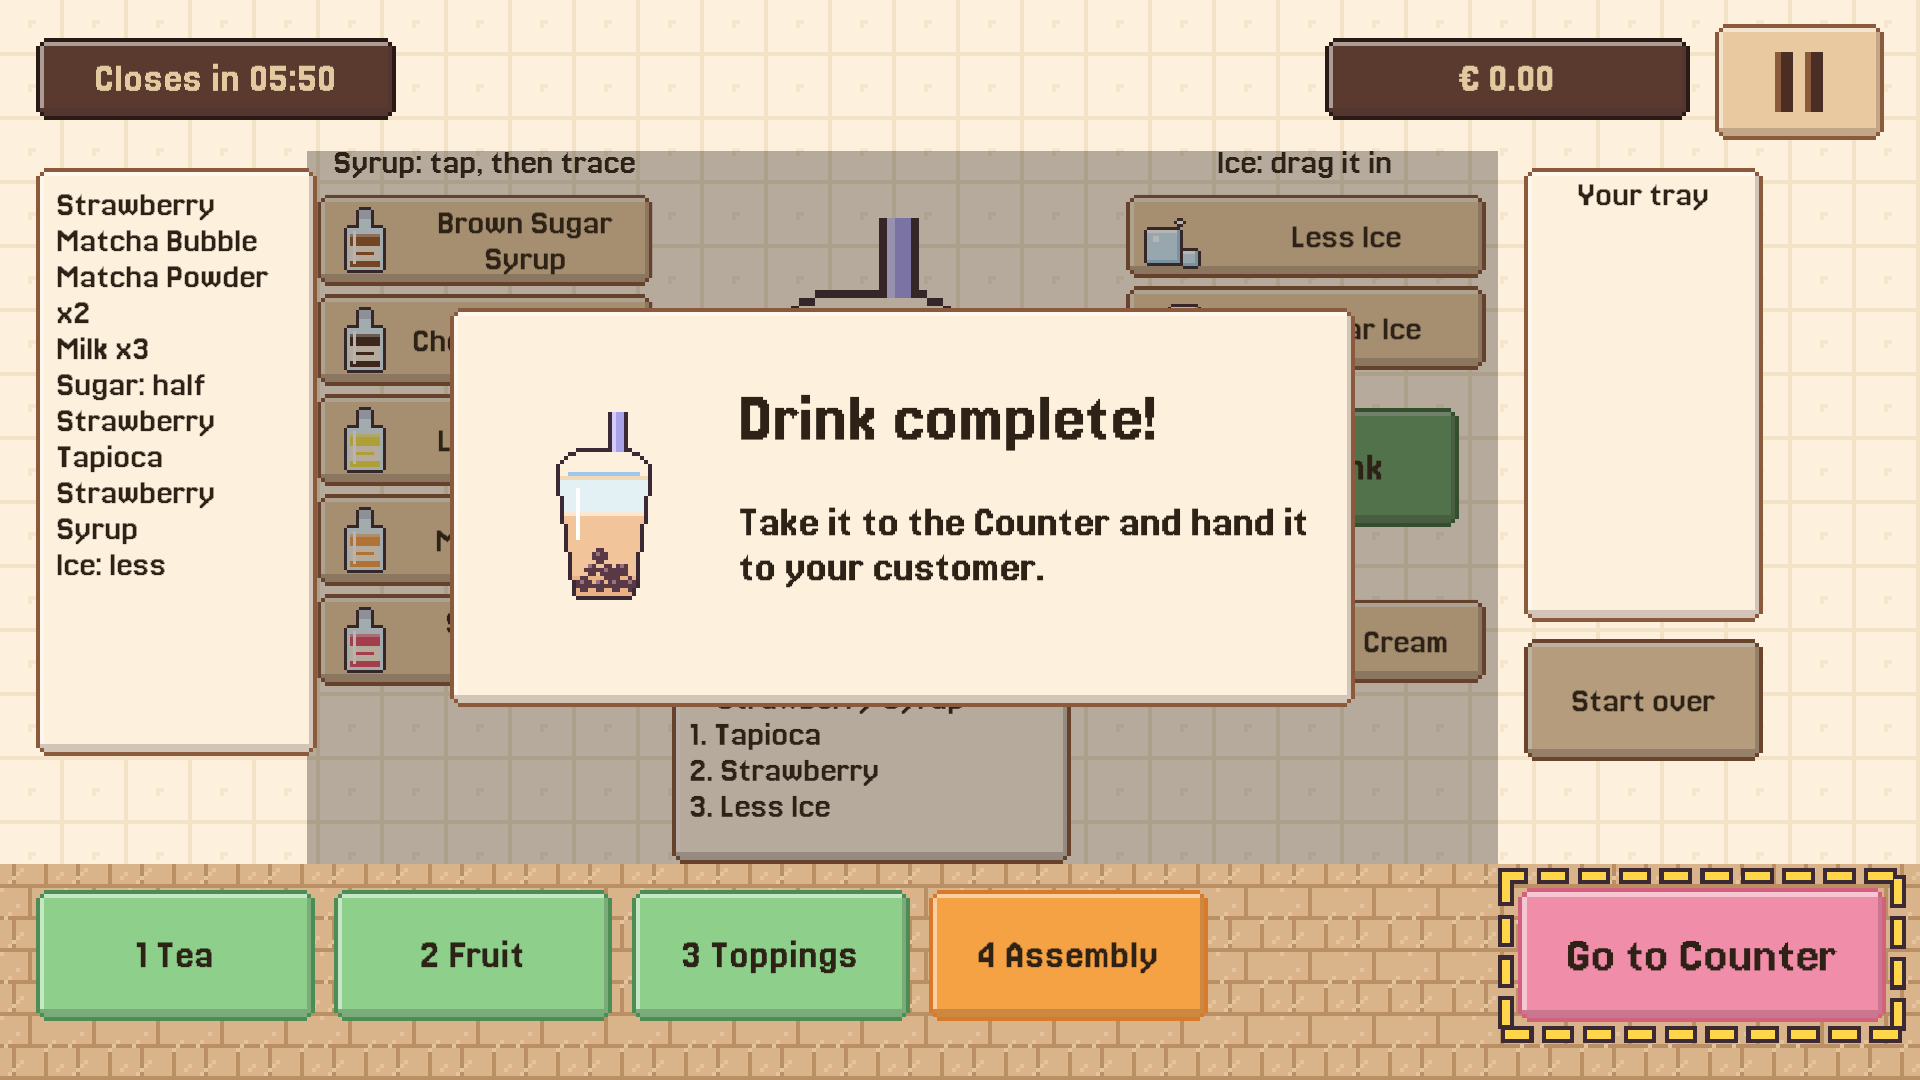 Closes in 05:50
€ 0.00
Strawberry
Matcha Bubble
Matcha Powder
x2
Milk x3
Sugar: half
Strawberry
Tapioca
Strawberry
Syrup
Ice: less
Syrup: tap, then trace
Brown Sugar
Syrup
Ice: drag it in
Less Ice
Ice
Drink complete!
Take it to the Counter and hand it
to your customer.
Cream
1. Tapioca
2. Strawberry
3. Less Ice
Your tray
Start over
1 Tea
2 Fruit
3 Toppings
4 Assembly
Go to Counter